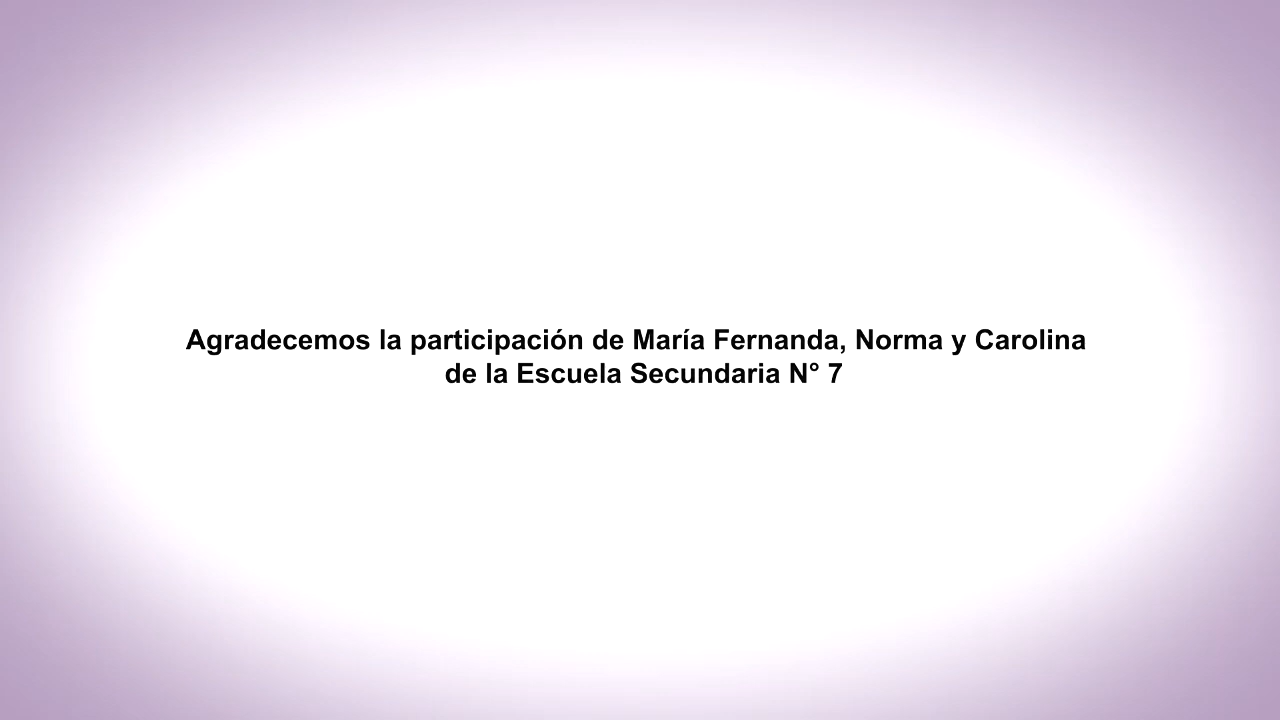 Agradecemos la participación de María Fernanda, Norma y Carolina
de la Escuela Secundaria N° 7